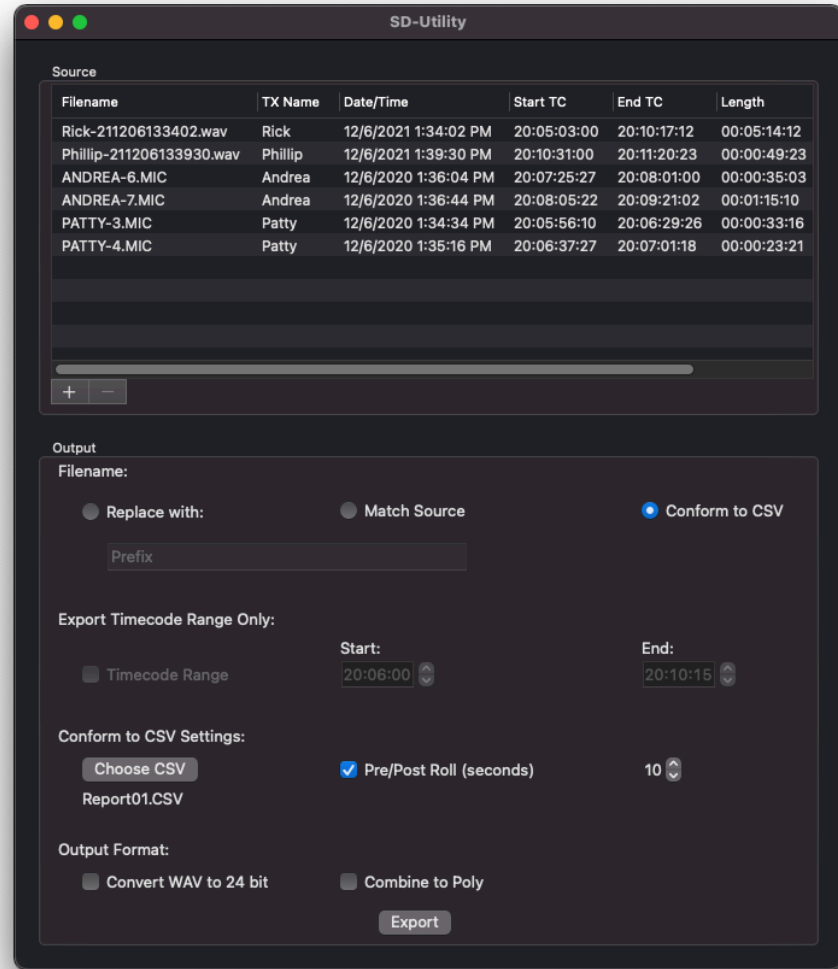 SD-Utility
Source
Filename TX Name Date/Time Start TC End TC Length
Rick-211206133402.wav Rick 12/6/2021 1:34:02 PM 20:05:03:00 20:10:17:12 00:05:14:12
Phillip-211206133930.wav Phillip 12/6/2021 1:39:30 PM 20:10:31:00 20:11:20:23 00:00:49:23
ANDREA-6.MIC Andrea 12/6/2020 1:36:04 PM 20:07:25:27 20:08:01:00 00:00:35:03
ANDREA-7.MIC Andrea 12/6/2020 1:36:44 PM 20:08:05:22 20:09:21:02 00:01:15:10
PATTY-3.MIC Patty 12/6/2020 1:34:34 PM 20:05:56:10 20:06:29:26 00:00:33:16
PATTY-4.MIC Patty 12/6/2020 1:35:16 PM 20:06:37:27 20:07:01:18 00:00:23:21
+ −
Output
Filename:
Replace with: Match Source Conform to CSV
Prefix
Export Timecode Range Only:
Start: End:
Timecode Range 20:06:00 20:10:15
Conform to CSV Settings:
Choose CSV Pre/Post Roll (seconds) 10
Report01.CSV
Output Format:
Convert WAV to 24 bit Combine to Poly
Export